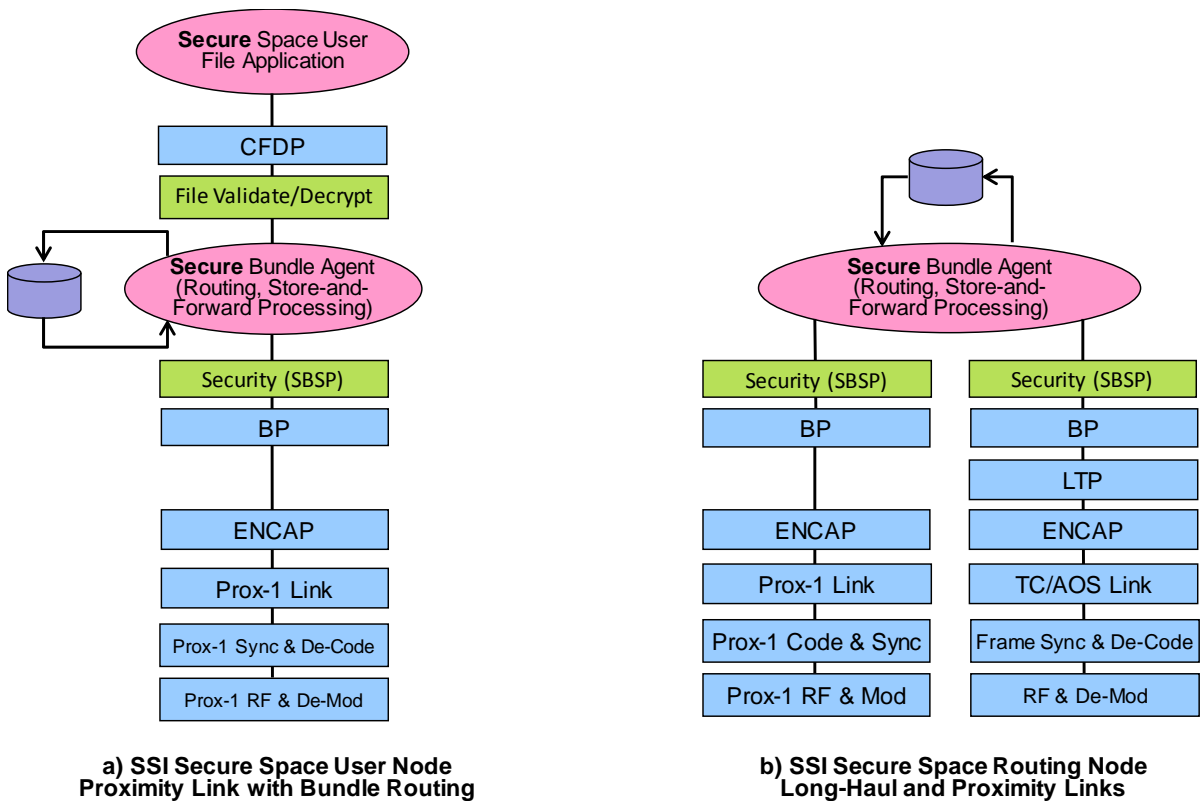 Secure Space User
File Application
CFDP
File Validate/Decrypt
Secure Bundle Agent
(Routing, Store-and-
Forward Processing)
Security (SBSP)
BP
ENCAP
Prox-1 Link
Prox-1 Sync & De-Code
Prox-1 RF & De-Mod
a) SSI Secure Space User Node
Proximity Link with Bundle Routing
Secure Bundle Agent
(Routing, Store-and-
Forward Processing)
Security (SBSP)
BP
ENCAP
Prox-1 Link
Prox-1 Code & Sync
Prox-1 RF & Mod
Security (SBSP)
BP
LTP
ENCAP
TC/AOS Link
Frame Sync & De-Code
RF & De-Mod
b) SSI Secure Space Routing Node
Long-Haul and Proximity Links